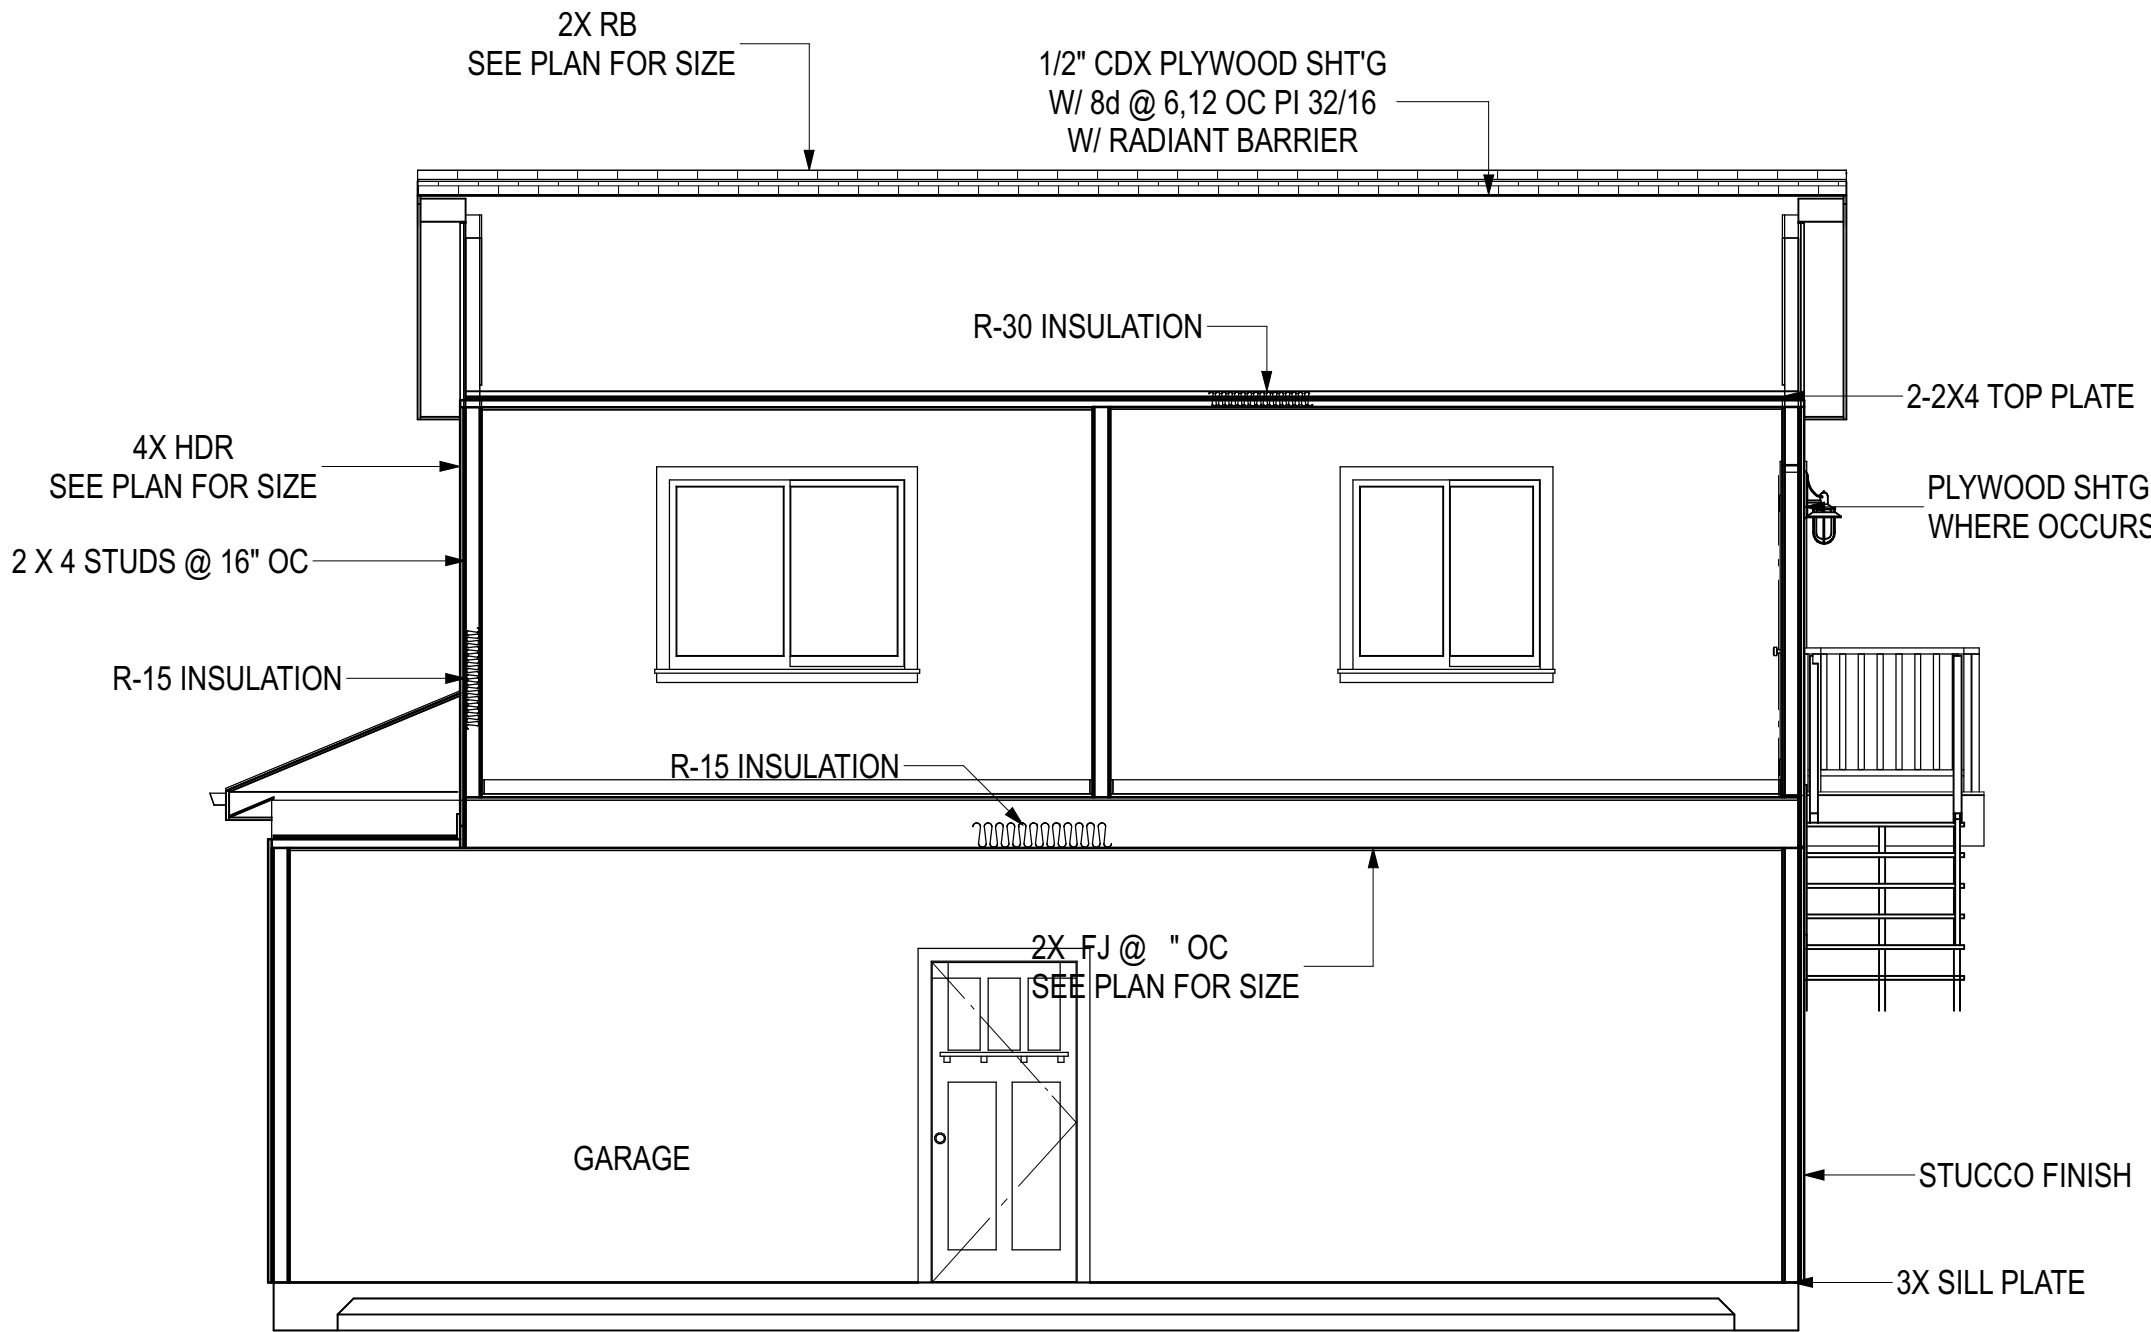 2X RB
SEE PLAN FOR SIZE
1/2" CDX PLYWOOD SHT'G
W/ 8d @ 6,12 OC PI 32/16
W/ RADIANT BARRIER
R-30 INSULATION
2-2X4 TOP PLATE
4X HDR
SEE PLAN FOR SIZE
PLYWOOD SHTG
WHERE OCCURS
2 X 4 STUDS @ 16" OC
R-15 INSULATION
R-15 INSULATION
2X FJ @ " OC
SEE PLAN FOR SIZE
GARAGE
STUCCO FINISH
3X SILL PLATE